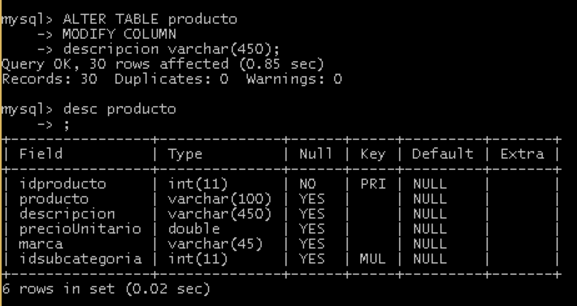 mysql> ALTER TABLE producto
    -> MODIFY COLUMN
    -> descripcion varchar(450);
Query OK, 30 rows affected (0.85 sec)
Records: 30  Duplicates: 0  Warnings: 0

mysql> desc producto
    -> ;
+----------------+--------------+------+-----+---------+-------+
| Field          | Type         | Null | Key | Default | Extra |
+----------------+--------------+------+-----+---------+-------+
| idproducto     | int(11)      | NO   | PRI | NULL    |       |
| producto       | varchar(100) | YES  |     | NULL    |       |
| descripcion    | varchar(450) | YES  |     | NULL    |       |
| precioUnitario | double       | YES  |     | NULL    |       |
| marca          | varchar(45)  | YES  |     | NULL    |       |
| idsubcategoria | int(11)      | YES  | MUL | NULL    |       |
+----------------+--------------+------+-----+---------+-------+
6 rows in set (0.02 sec)